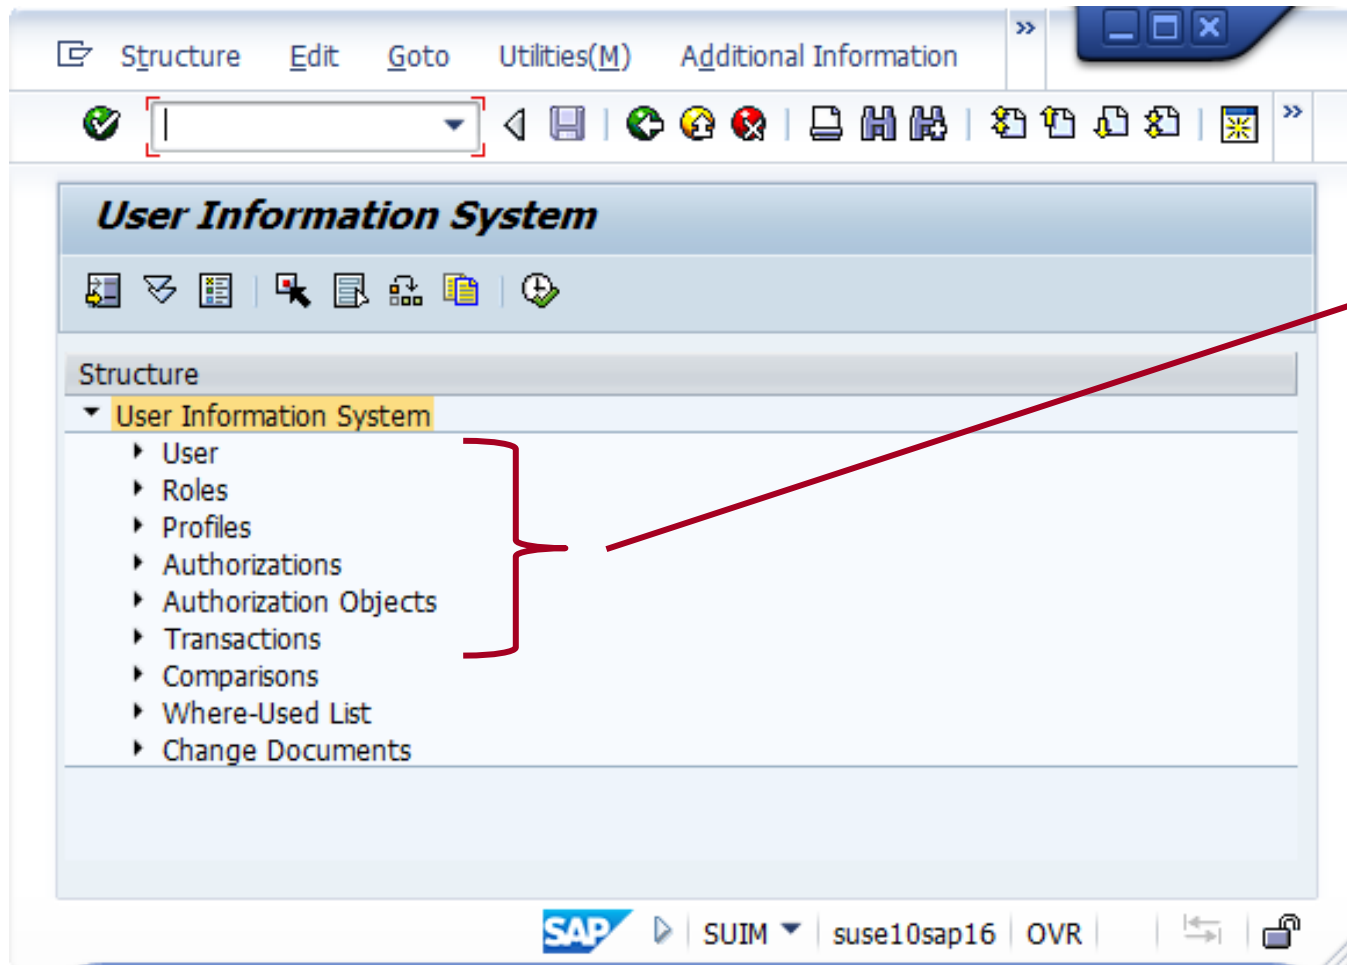 Structure Edit Goto Utilities(M) Additional Information »
»
User Information System
Structure
User Information System
User
Roles
Profiles
Authorizations
Authorization Objects
Transactions
Comparisons
Where-Used List
Change Documents
SAP SUIM suse10sap16 OVR